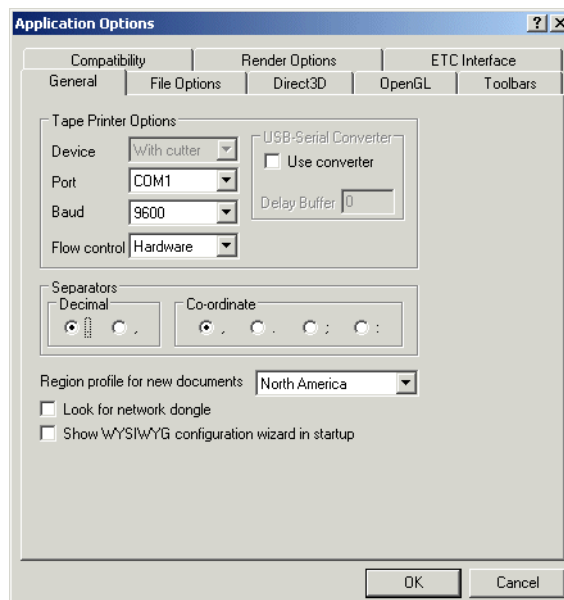 Application Options
Compatibility Render Options ETC Interface
General File Options Direct3D OpenGL Toolbars
Tape Printer Options
Device With cutter
Port COM1
Baud 9600
Flow control Hardware
USB-Serial Converter
Use converter
Delay Buffer 0
Separators
Decimal
. ,
Co-ordinate
, . ; :
Region profile for new documents North America
Look for network dongle
Show WYSIWYG configuration wizard in startup
OK Cancel